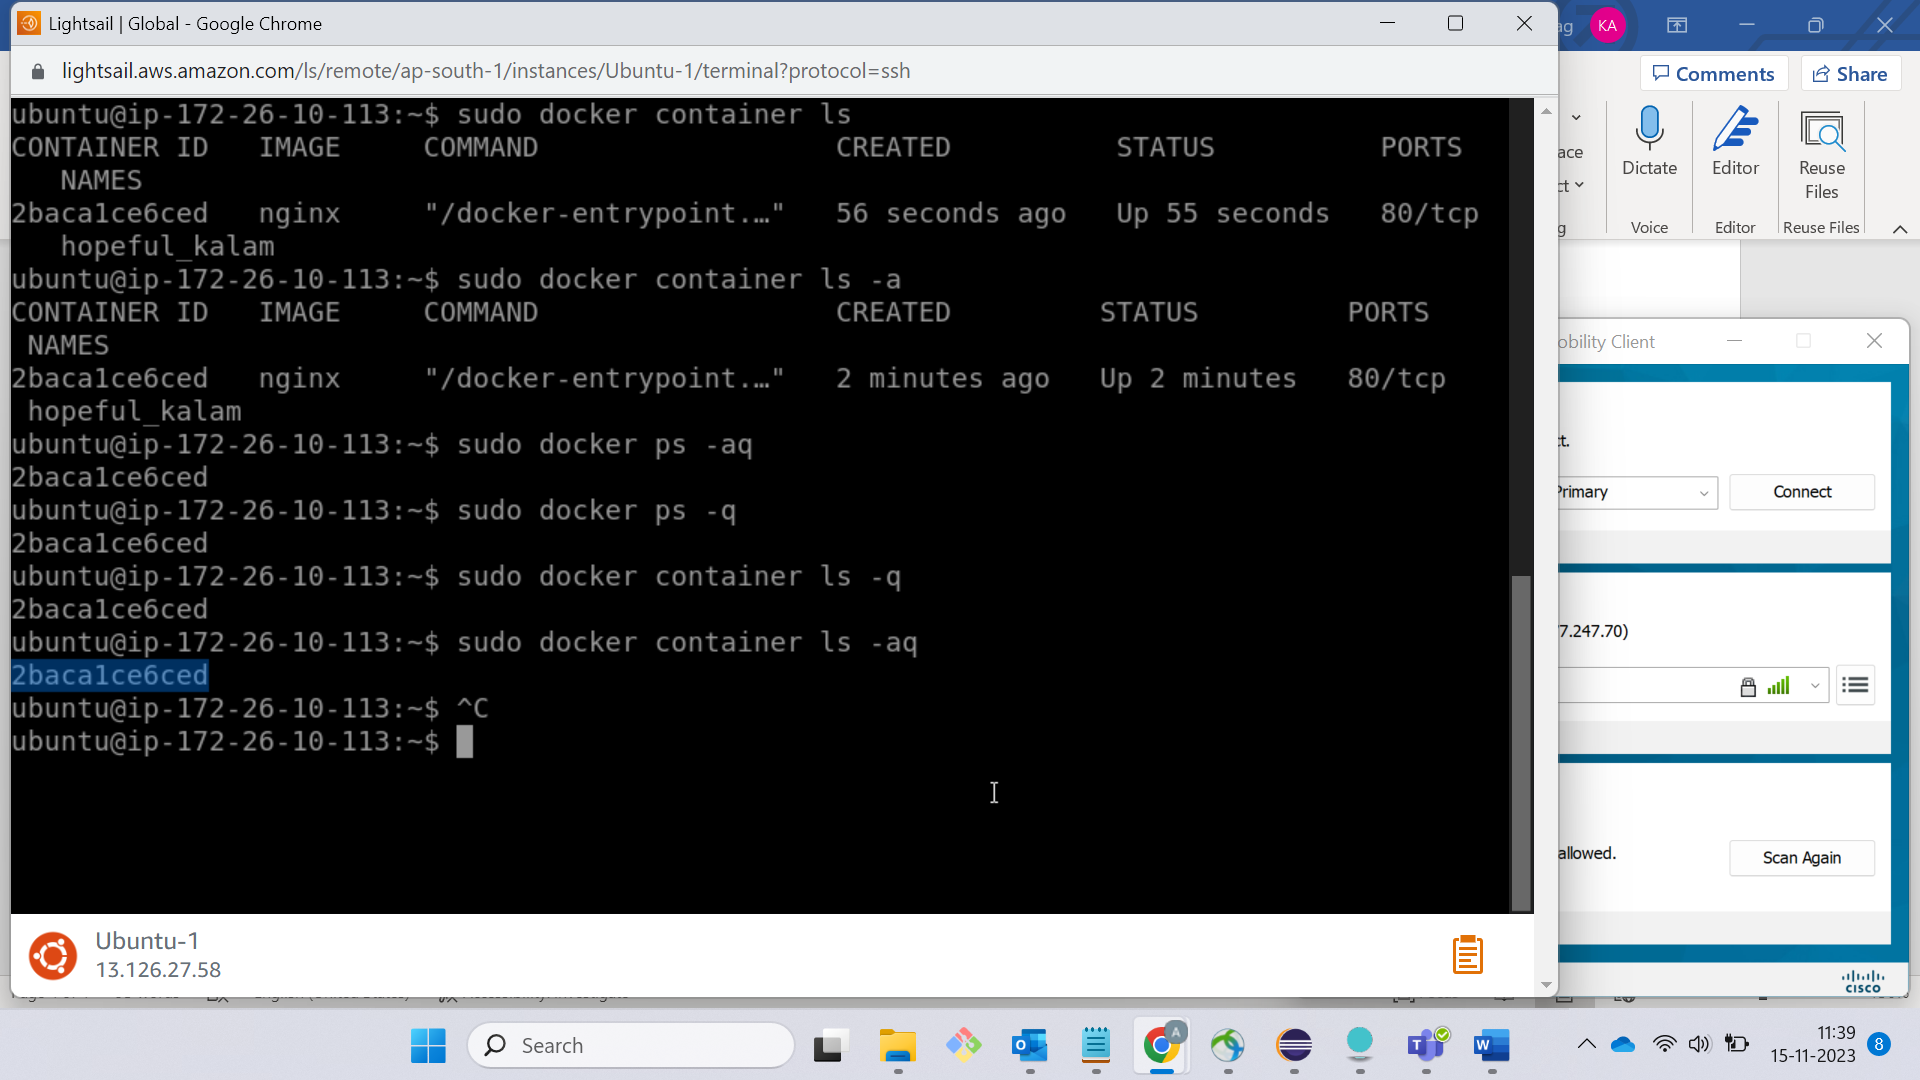 Lightsail | Global - Google Chrome
lightsail.aws.amazon.com/ls/remote/ap-south-1/instances/Ubuntu-1/terminal?protocol=ssh
ubuntu@ip-172-26-10-113:~$ sudo docker container ls
CONTAINER ID IMAGE COMMAND CREATED STATUS PORTS
NAMES
2baca1ce6ced nginx "/docker-entrypoint.…" 56 seconds ago Up 55 seconds 80/tcp
hopeful_kalam
ubuntu@ip-172-26-10-113:~$ sudo docker container ls -a
CONTAINER ID IMAGE COMMAND CREATED STATUS PORTS
NAMES
2baca1ce6ced nginx "/docker-entrypoint.…" 2 minutes ago Up 2 minutes 80/tcp
hopeful_kalam
ubuntu@ip-172-26-10-113:~$ sudo docker ps -aq
2baca1ce6ced
ubuntu@ip-172-26-10-113:~$ sudo docker ps -q
2baca1ce6ced
ubuntu@ip-172-26-10-113:~$ sudo docker container ls -q
2baca1ce6ced
ubuntu@ip-172-26-10-113:~$ sudo docker container ls -aq
2baca1ce6ced
ubuntu@ip-172-26-10-113:~$ ^C
ubuntu@ip-172-26-10-113:~$
Ubuntu-1
13.126.27.58
ag KA
Comments Share
ace
ct
Dictate Editor Reuse
Files
g Voice Editor Reuse Files
obility Client
ct.
Primary Connect
7.247.70)
allowed. Scan Again
cisco
Search
A
11:39
15-11-2023
8